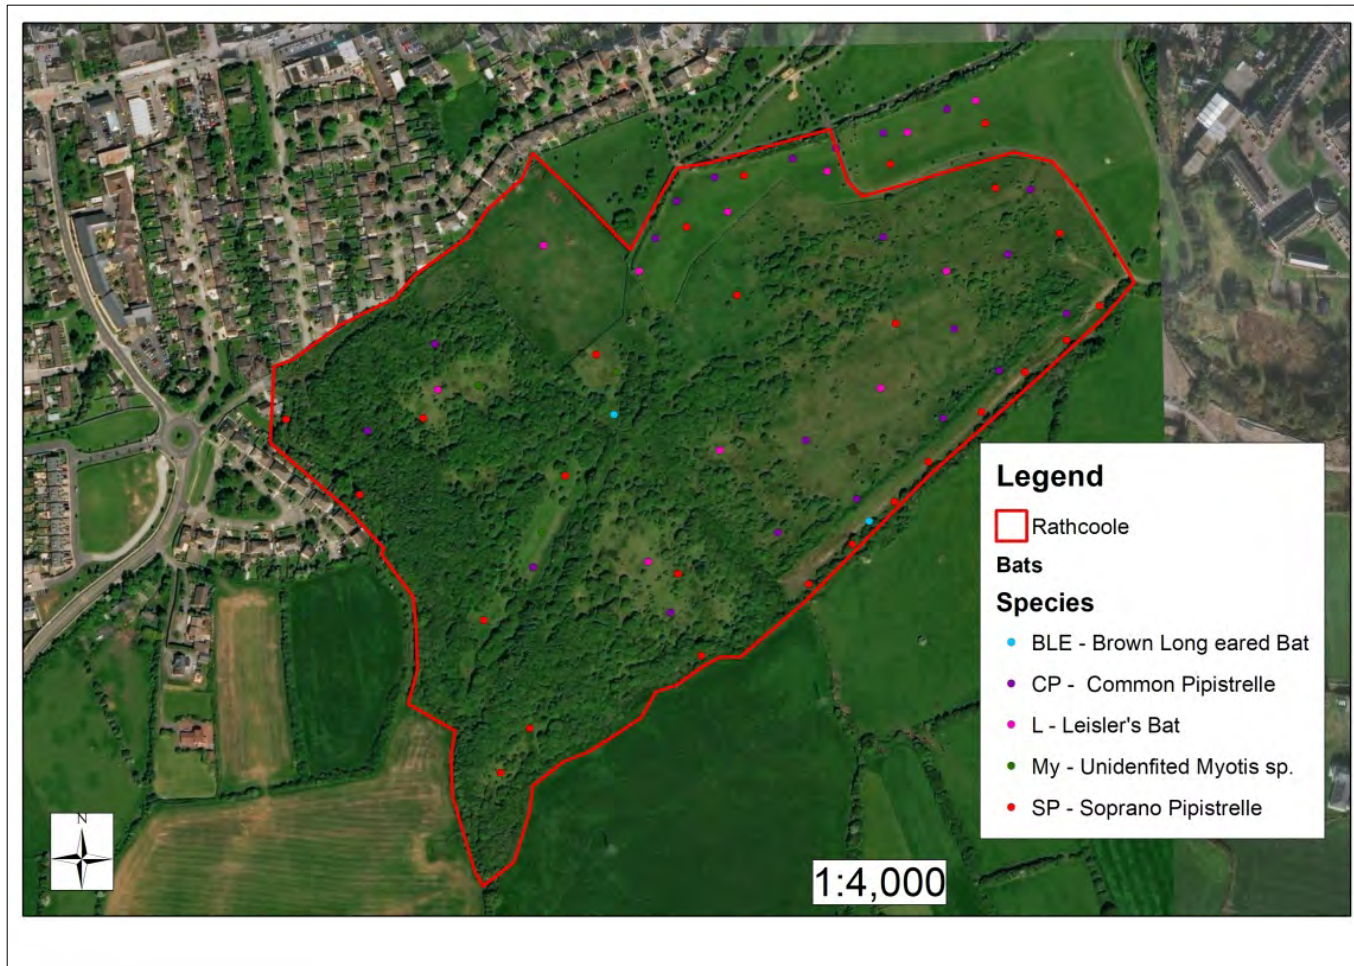 Legend
Rathcoole
Bats
Species
BLE - Brown Long eared Bat
CP -  Common Pipistrelle
L - Leisler's Bat
My - Unidenfited Myotis sp.
SP - Soprano Pipistrelle
N
1:4,000